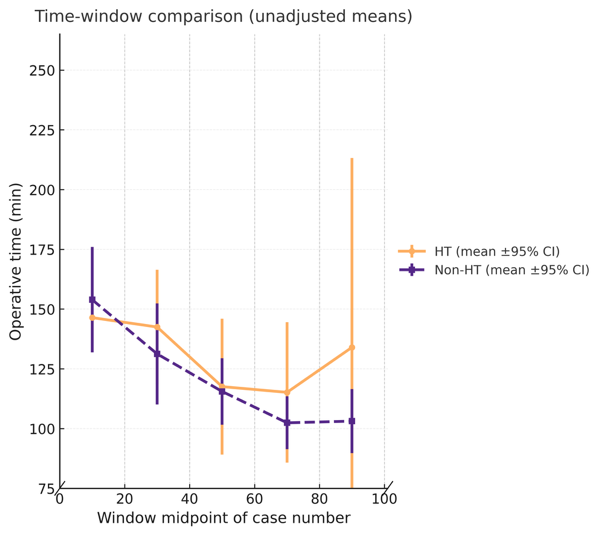 Time-window comparison (unadjusted means)
250
225
200
175
150
125
100
75
Operative time (min)
0 20 40 60 80 100
Window midpoint of case number
HT (mean ±95% CI)
Non-HT (mean ±95% CI)